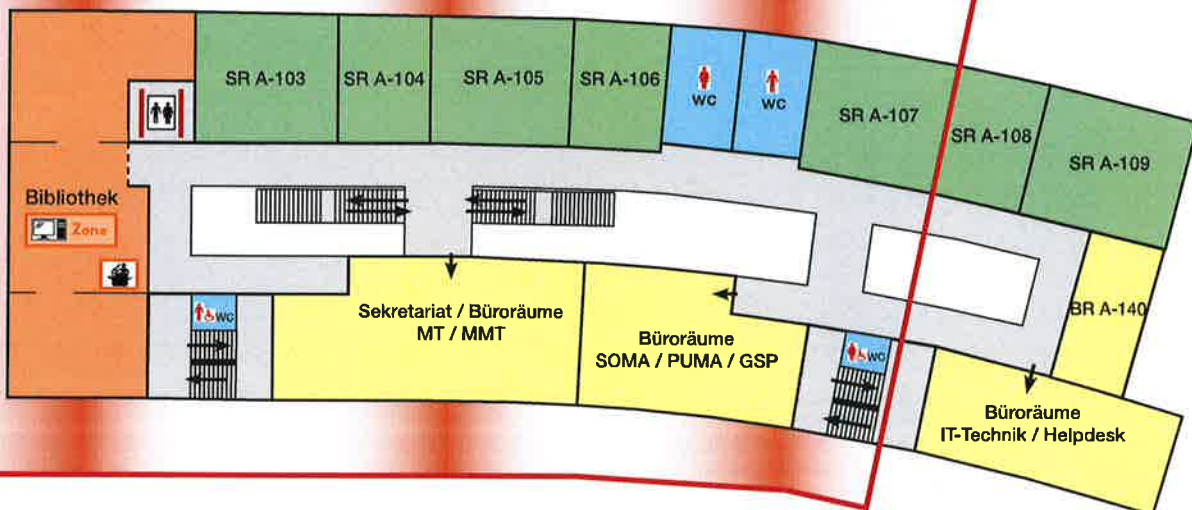 SR A-103
SR A-104
SR A-105
SR A-106
WC
WC
SR A-107
SR A-108
SR A-109
Bibliothek
Zone
WC
Sekretariat / Büroräume
MT / MMT
Büroräume
SOMA / PUMA / GSP
WC
BR A-140
Büroräume
IT-Technik / Helpdesk